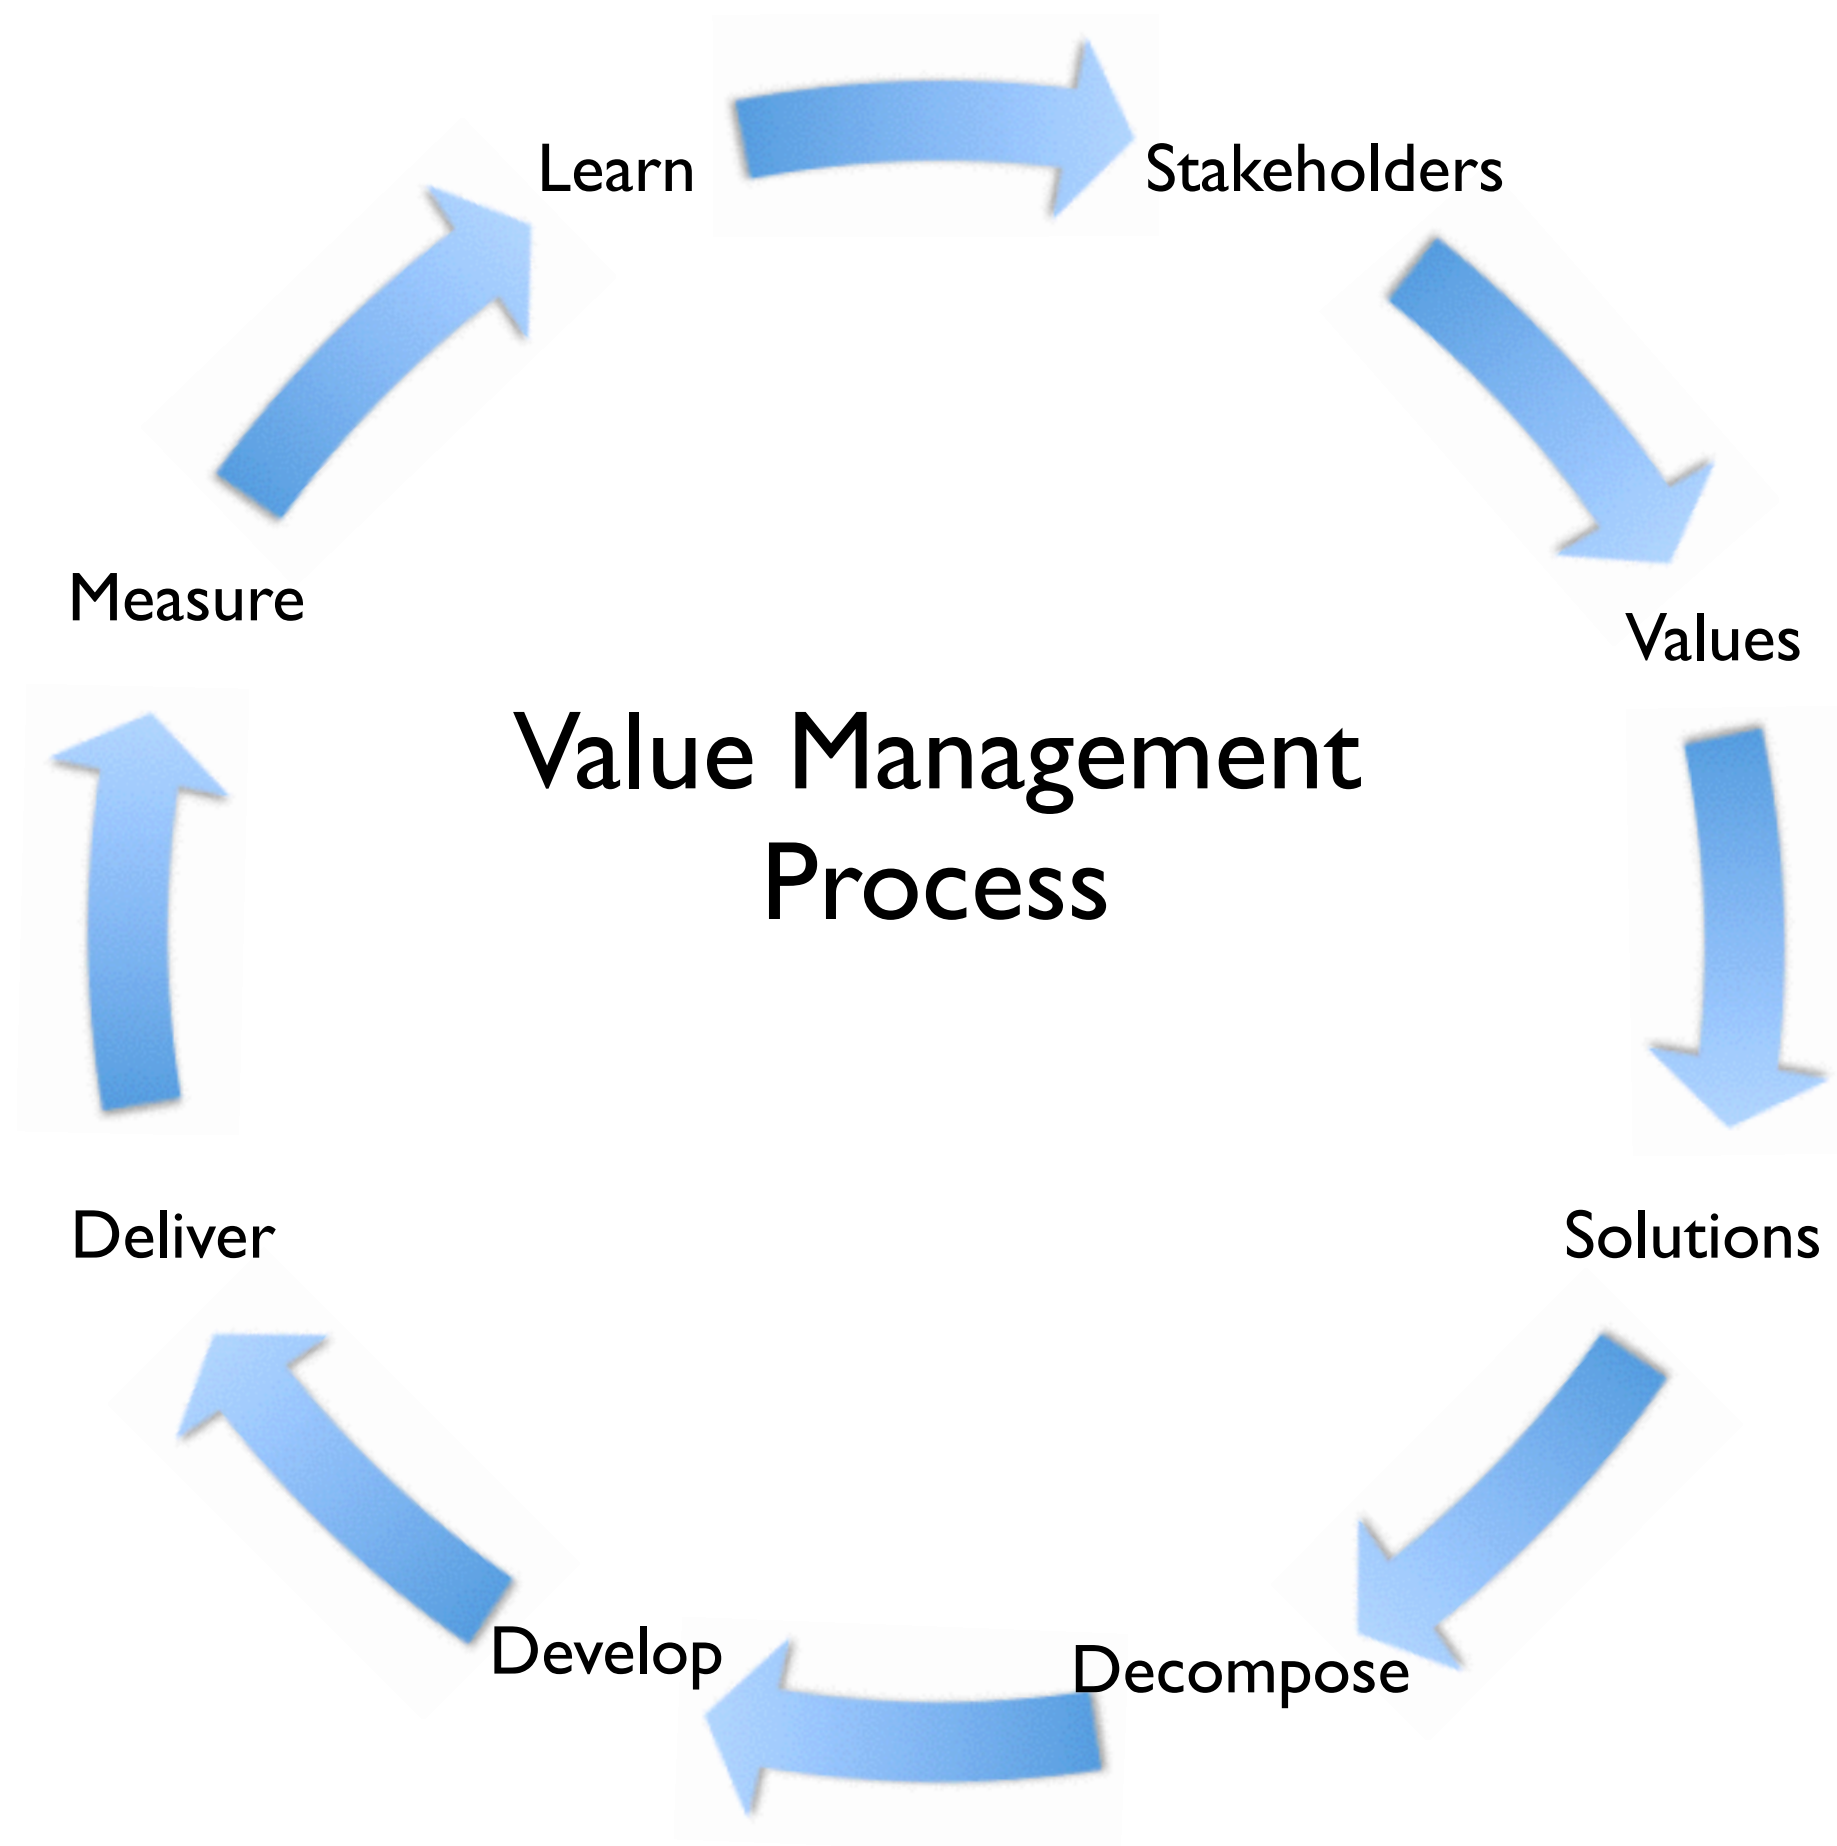 Learn
Stakeholders
Measure
Values
Value Management
Process
Deliver
Solutions
Develop
Decompose